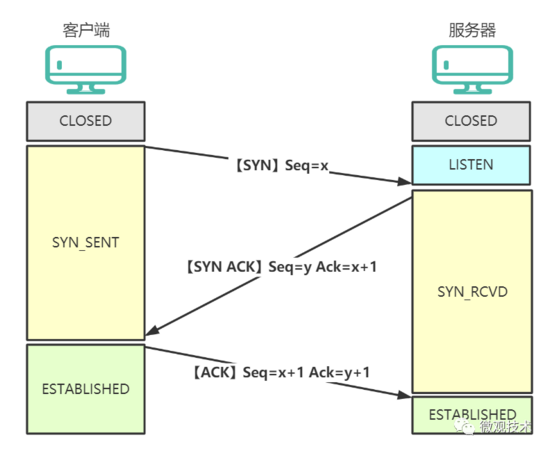 客户端
服务器
CLOSED
CLOSED
【SYN】Seq=x
LISTEN
SYN_SENT
【SYN ACK】Seq=y Ack=x+1
SYN_RCVD
【ACK】Seq=x+1 Ack=y+1
ESTABLISHED
ESTABLISHED
微观技术